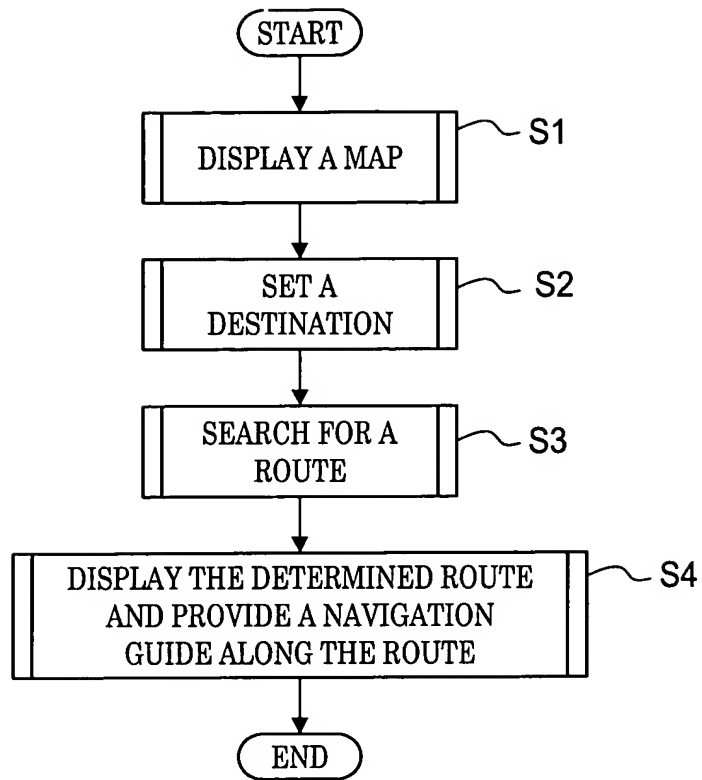 START
DISPLAY A MAP
S1
SET A
DESTINATION
S2
SEARCH FOR A
ROUTE
S3
DISPLAY THE DETERMINED ROUTE
AND PROVIDE A NAVIGATION
GUIDE ALONG THE ROUTE
S4
END